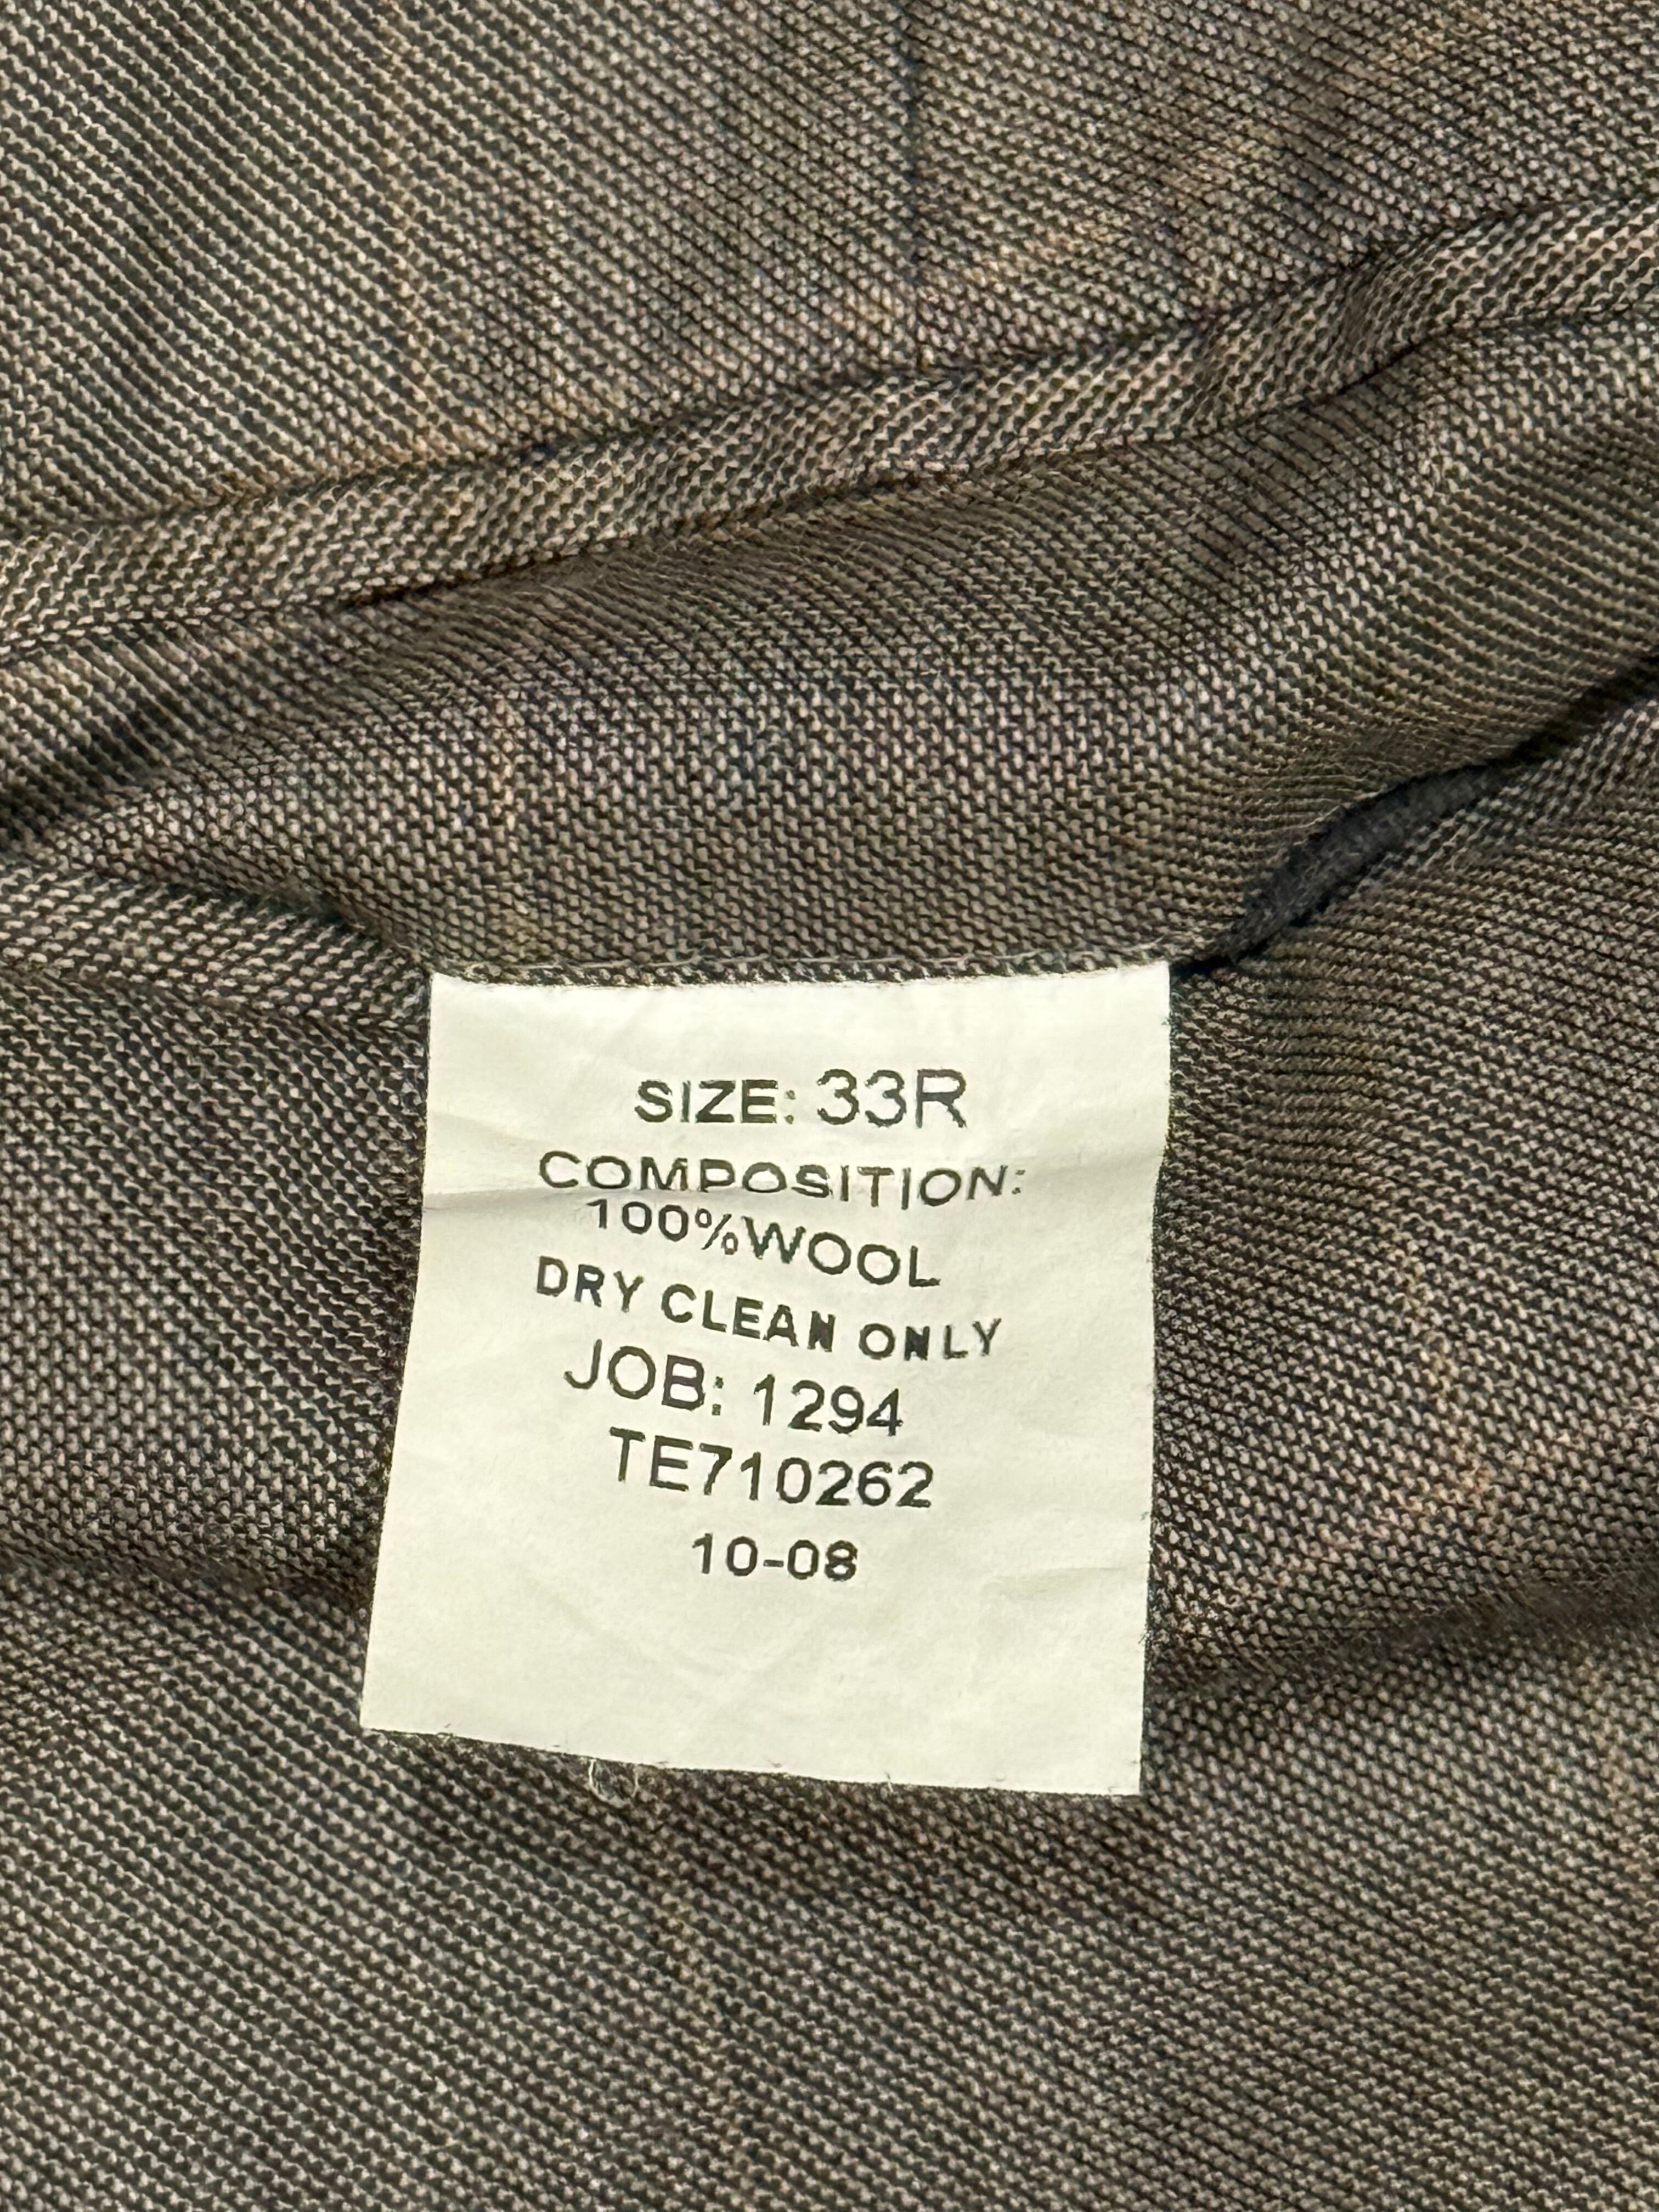 SIZE: 33R
COMPOSITION:
100%WOOL
DRY CLEAN ONLY
JOB: 1294
TE710262
10-08